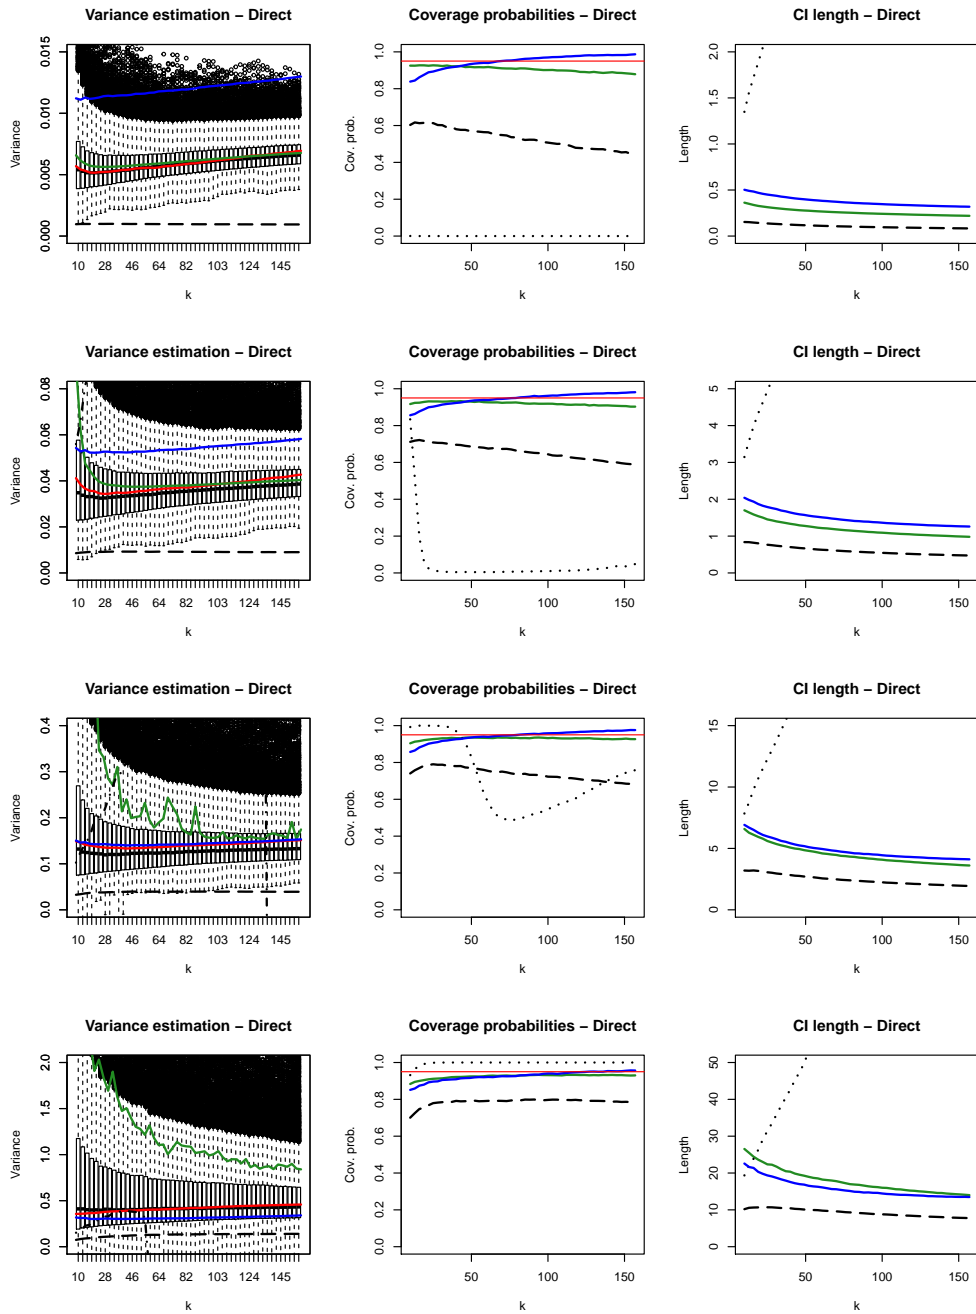 Variance estimation – Direct
Coverage probabilities – Direct
CI length – Direct
Variance
0.000 0.005 0.010 0.015
10 28 46 64 82 103 124 145
k
Cov. prob.
0.0 0.2 0.4 0.6 0.8 1.0
50 100 150
k
Length
0.0 0.5 1.0 1.5 2.0
50 100 150
k
Variance estimation – Direct
Coverage probabilities – Direct
CI length – Direct
Variance
0.00 0.02 0.04 0.06 0.08
10 28 46 64 82 103 124 145
k
Cov. prob.
0.0 0.2 0.4 0.6 0.8 1.0
50 100 150
k
Length
0 1 2 3 4 5
50 100 150
k
Variance estimation – Direct
Coverage probabilities – Direct
CI length – Direct
Variance
0.0 0.1 0.2 0.3 0.4
10 28 46 64 82 103 124 145
k
Cov. prob.
0.0 0.2 0.4 0.6 0.8 1.0
50 100 150
k
Length
0 5 10 15
50 100 150
k
Variance estimation – Direct
Coverage probabilities – Direct
CI length – Direct
Variance
0.0 0.5 1.0 1.5 2.0
10 28 46 64 82 103 124 145
k
Cov. prob.
0.0 0.2 0.4 0.6 0.8 1.0
50 100 150
k
Length
0 10 20 30 40 50
50 100 150
k